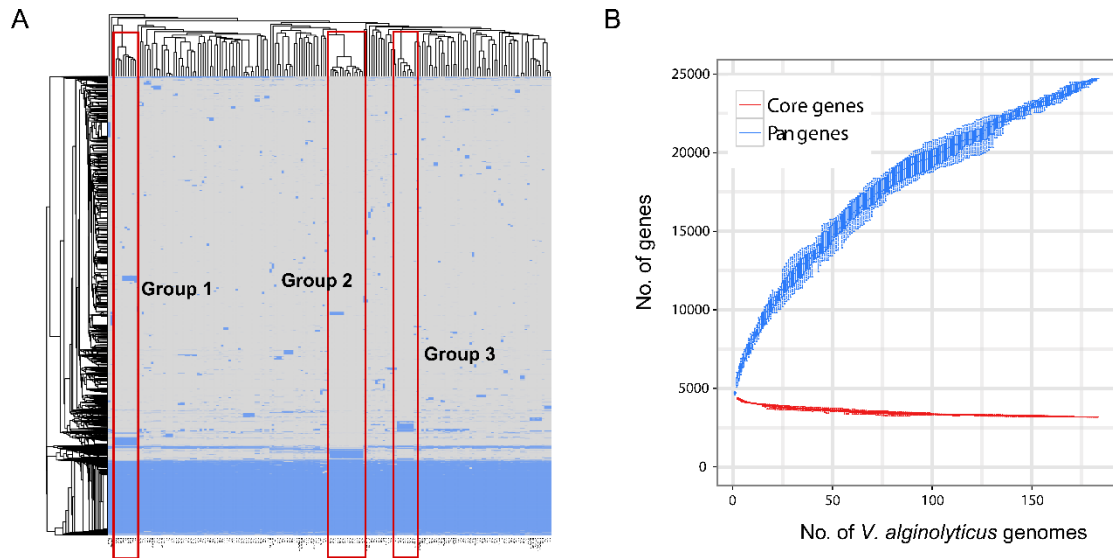 A
Group 1
Group 2
Group 3
B
25000
20000
15000
10000
5000
0
Core genes
Pan genes
No. of genes
0
50
100
150
No. of V. alginolyticus genomes